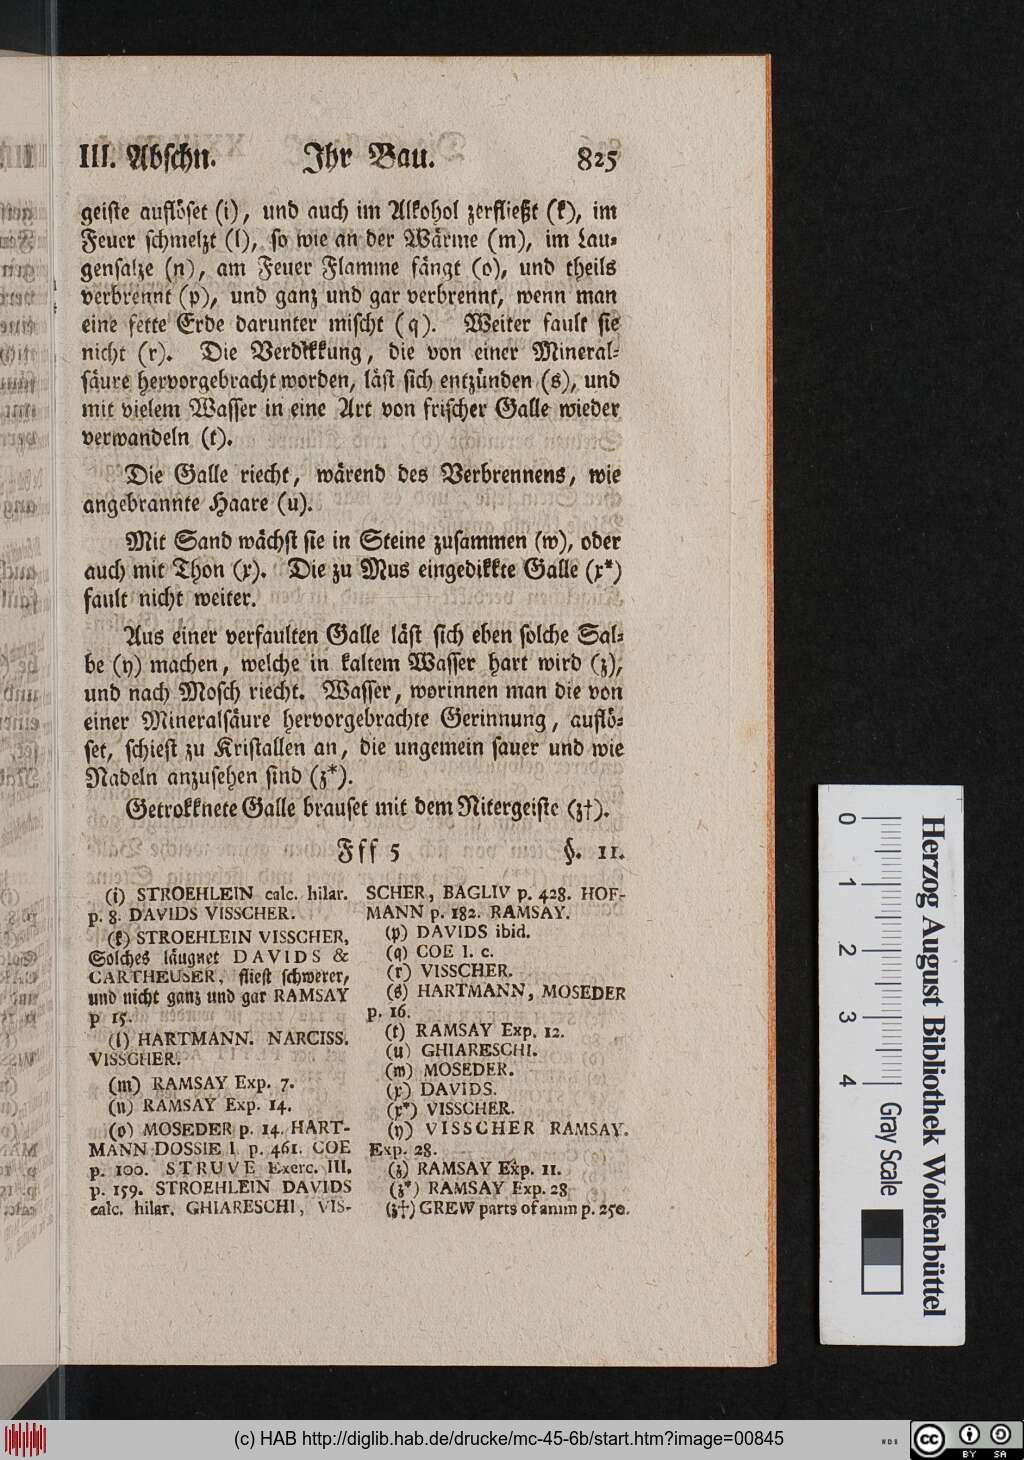 III. Abschn. Ihr Bau. 825
geiste auflöset (i), und auch im Alkohol zerfließt (k), im
Feuer schmelzt (l), so wie an der Wärme (m), im Lau-
gensalze (n), am Feuer Flamme fängt (o), und theils
verbrennt (p), und ganz und gar verbrennt, wenn man
eine fette Erde darunter mischt (q). Weiter fault sie
nicht (r). Die Verdikkung, die von einer Mineral-
säure hervorgebracht worden, läst sich entzünden (s), und
mit vielem Wasser in eine Art von frischer Galle wieder
verwandeln (t).
Die Galle riecht, wärend des Verbrennens, wie
angebrannte Haare (u).
Mit Sand wächst sie in Steine zusammen (w), oder
auch mit Thon (x). Die zu Mus eingedikkte Galle (x*)
fault nicht weiter.
Aus einer verfaulten Galle läst sich eben solche Sal-
be (y) machen, welche in kaltem Wasser hart wird (z),
und nach Mosch riecht. Wasser, worinnen man die von
einer Mineralsäure hervorgebrachte Gerinnung, auflö-
set, schiest zu Kristallen an, die ungemein sauer und wie
Nadeln anzusehen sind (z*).
Getrokknete Galle brauset mit dem Nitergeiste (z†).
Fff 5 §. 11.
(i) STROEHLEIN calc. hilar.
p. 8. DAVIDS VISSCHER.
(k) STROEHLEIN VISSCHER,
Solches läugnet DAVIDS &
CARTHEUSER, fliest schwerer,
und nicht ganz und gar RAMSAY
p 15.
(l) HARTMANN. NARCISS.
VISSCHER.
(m) RAMSAY Exp. 7.
(n) RAMSAY Exp. 14.
(o) MOSEDER p. 14. HART-
MANN DOSSIE I. p. 461. COE
p. 100. STRUVE Exerc. III.
p. 159. STROEHLEIN DAVIDS
calc. hilar. GHIARESCHI, VIS-
SCHER, BAGLIV p. 428. HOF-
MANN p. 182. RAMSAY.
(p) DAVIDS ibid.
(q) COE l. c.
(r) VISSCHER.
(s) HARTMANN, MOSEDER
p. 16.
(t) RAMSAY Exp. 12.
(u) GHIARESCHI.
(w) MOSEDER.
(x) DAVIDS.
(x*) VISSCHER.
(y) VISSCHER RAMSAY.
Exp. 28.
(z) RAMSAY Exp. 11.
(z*) RAMSAY Exp. 28
(z†) GREW parts of anim p. 250.
0 1 2 3 4 Gray Scale
Herzog August Bibliothek Wolfenbüttel
(c) HAB http://diglib.hab.de/drucke/mc-45-6b/start.htm?image=00845
cc BY SA